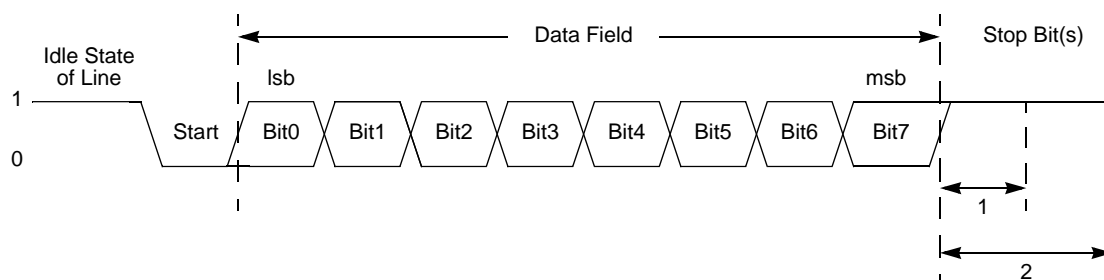 Data Field
Stop Bit(s)
Idle State
of Line
lsb
msb
1
Start
Bit0
Bit1
Bit2
Bit3
Bit4
Bit5
Bit6
Bit7
0
1
2